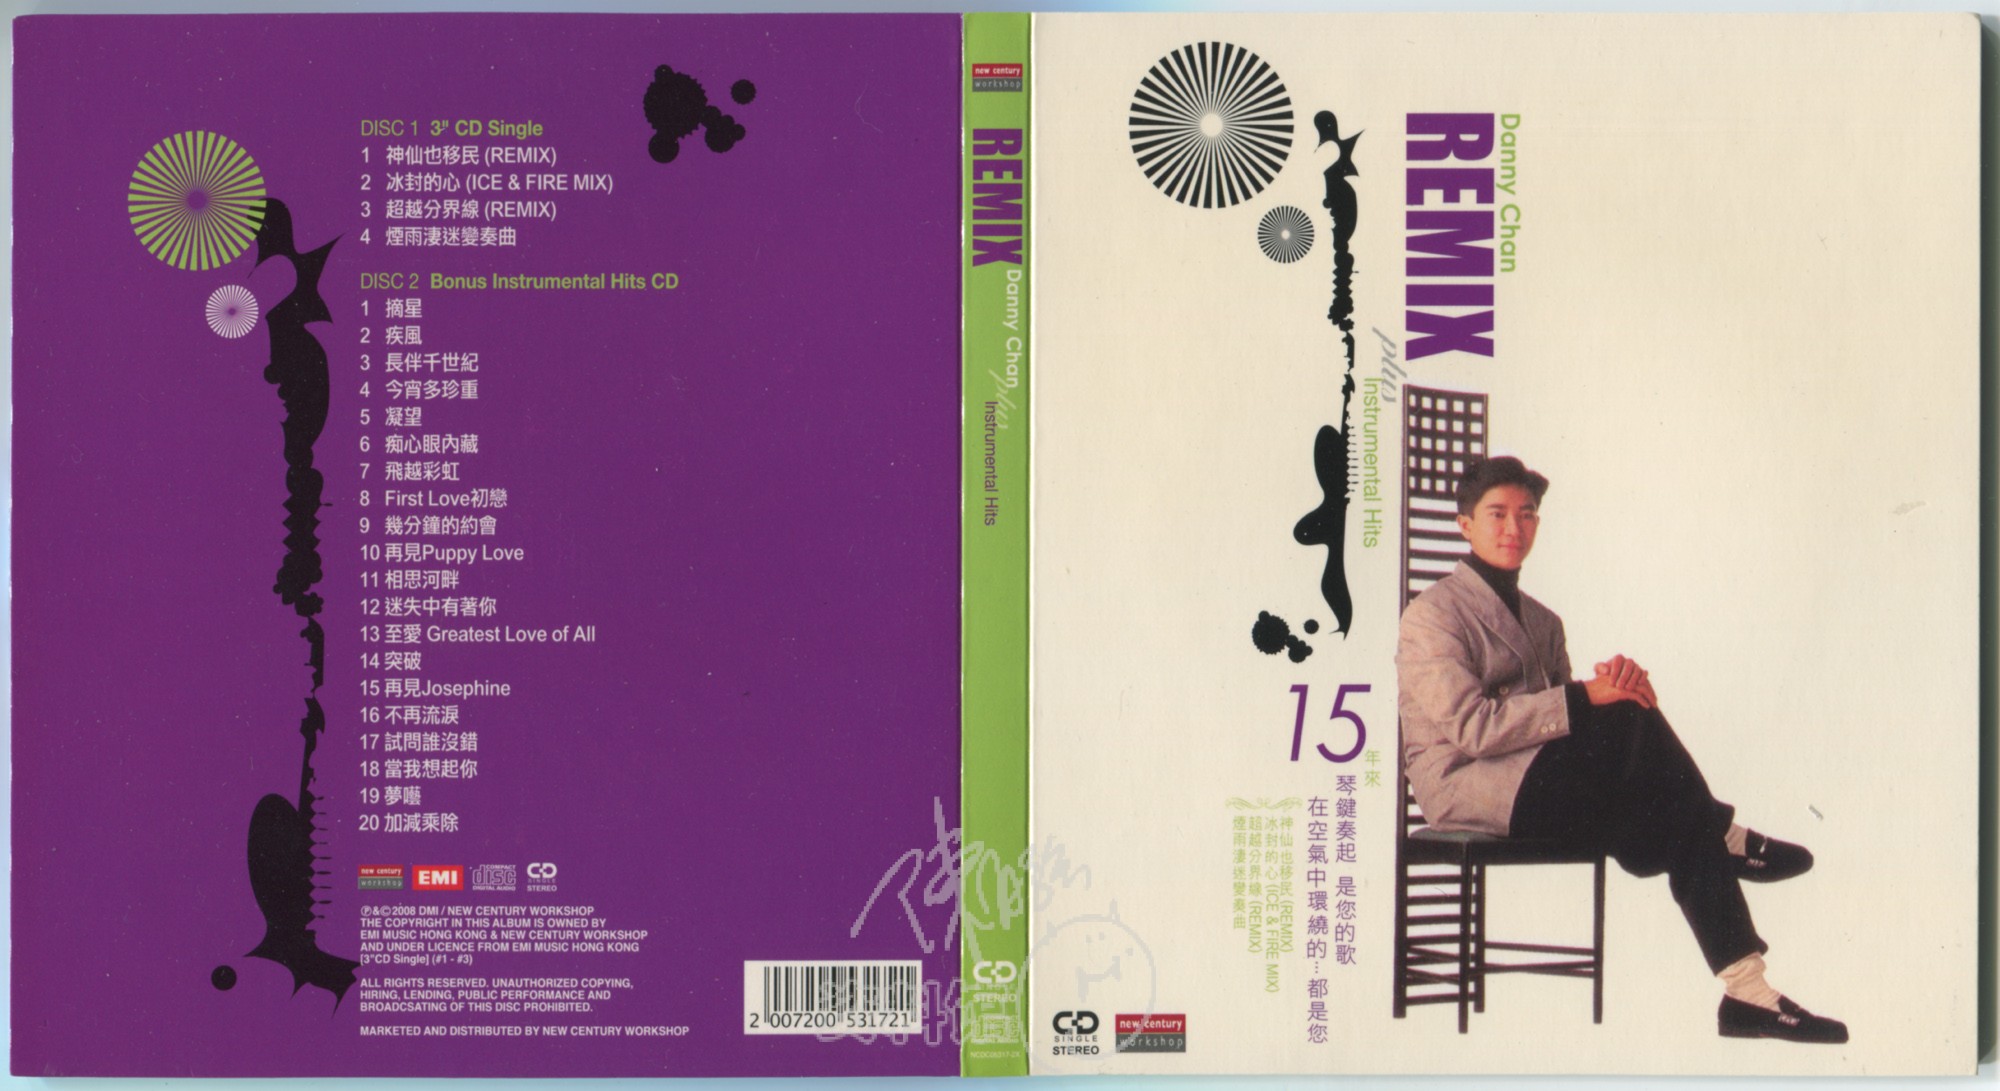 DISC 1 3" CD Single
1 神仙也移民 (REMIX)
2 冰封的心 (ICE & FIRE MIX)
3 超越分界線 (REMIX)
4 煙雨淒迷變奏曲
DISC 2 Bonus Instrumental Hits CD
1 摘星
2 疾風
3 長伴千世紀
4 今宵多珍重
5 凝望
6 痴心眼內藏
7 飛越彩虹
8 First Love初戀
9 幾分鐘的約會
10 再見Puppy Love
11 相思河畔
12 迷失中有著你
13 至愛 Greatest Love of All
14 突破
15 再見Josephine
16 不再流淚
17 試問誰沒錯
18 當我想起你
19 夢囈
20 加減乘除
new century
workshop
EMI
COMPACT
disc
DIGITAL AUDIO
CD
SINGLE
STEREO
℗&©2008 DMI / NEW CENTURY WORKSHOP
THE COPYRIGHT IN THIS ALBUM IS OWNED BY
EMI MUSIC HONG KONG & NEW CENTURY WORKSHOP
AND UNDER LICENCE FROM EMI MUSIC HONG KONG
[3"CD Single] (#1 - #3)
ALL RIGHTS RESERVED. UNAUTHORIZED COPYING,
HIRING, LENDING, PUBLIC PERFORMANCE AND
BROADCSATING OF THIS DISC PROHIBITED.
MARKETED AND DISTRIBUTED BY NEW CENTURY WORKSHOP
2 007200 531721
new century
workshop
REMIX
Danny Chan
plus
Instrumental Hits
CD
STEREO
Danny Chan
REMIX
plus
Instrumental Hits
15年來
琴鍵奏起 是您的歌
在空氣中環繞的…都是您
神仙也移民 (REMIX)
冰封的心 (ICE & FIRE MIX)
超越分界線 (REMIX)
煙雨淒迷變奏曲
CD
SINGLE
STEREO
new century
workshop